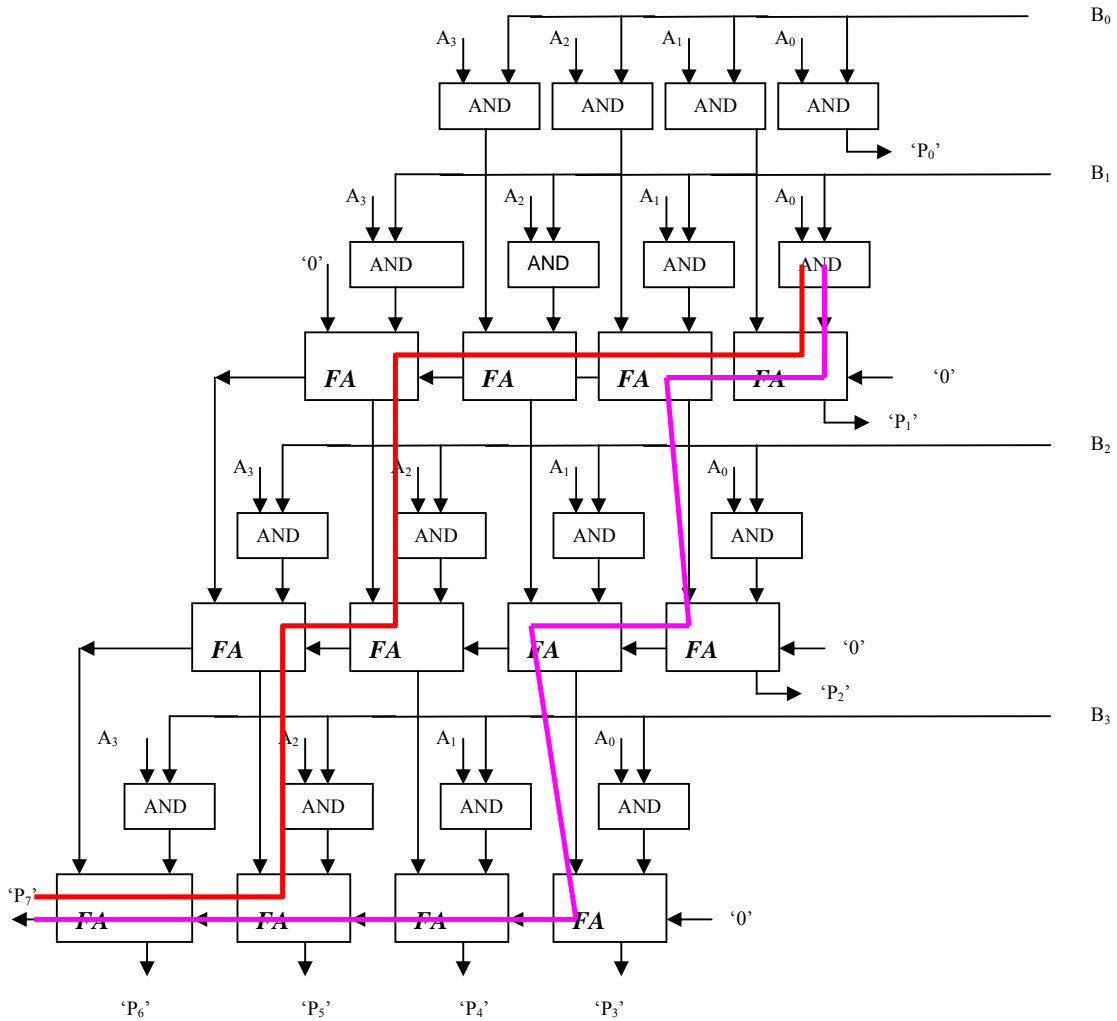 B₀
A₃ A₂ A₁ A₀
AND AND AND AND
‘P₀’
B₁
A₃ A₂ A₁ A₀
‘0’ AND AND AND AND
FA FA FA FA ‘0’
‘P₁’
B₂
A₃ A₂ A₁ A₀
AND AND AND AND
FA FA FA FA ‘0’
‘P₂’
B₃
A₃ A₂ A₁ A₀
AND AND AND AND
‘P₇’
FA FA FA FA ‘0’
‘P₆’ ‘P₅’ ‘P₄’ ‘P₃’